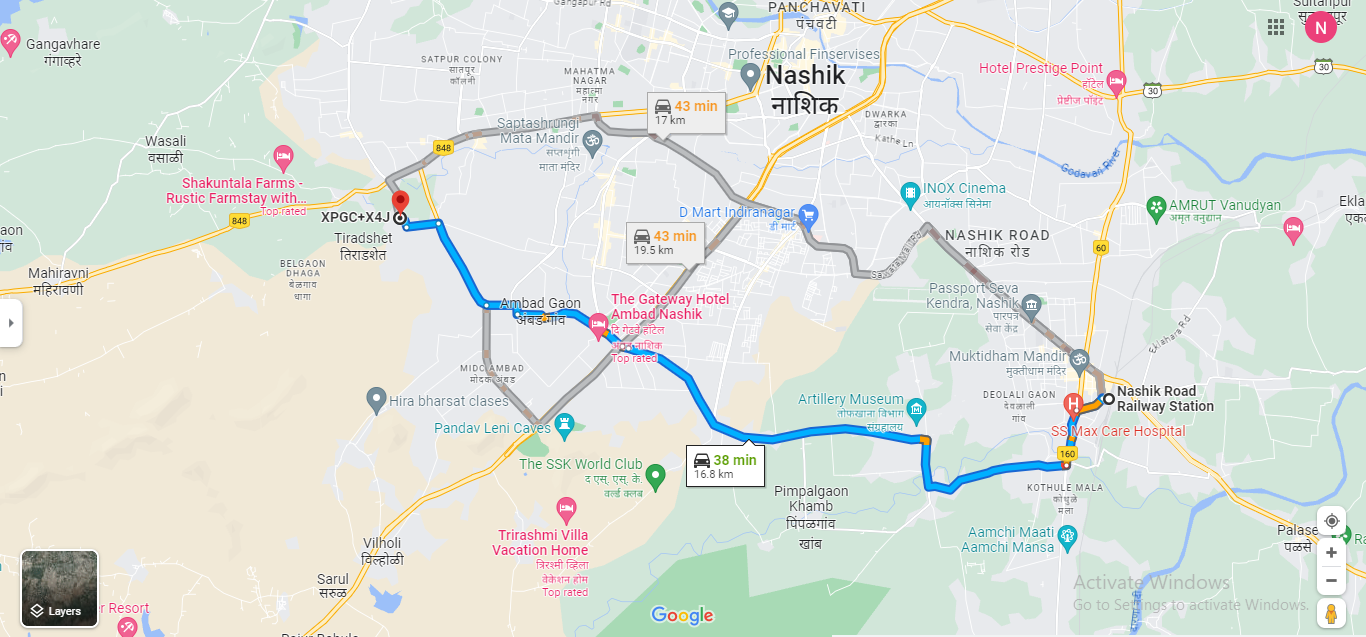 Gangapur Rd
PANCHAVATI
पंचवटी
Sultanpur
N
Gangavhare
गंगाव्हरे
SATPUR COLONY
सातपूर
कॉलनी
MAHATMA
NAGAR
महात्मा
नगर
Professional Finservises
Nashik
नाशिक
Hotel Prestige Point
हॉटेल
प्रेस्टीज पॉइंट
30
30
43 min
17 km
DWARKA
द्वारका
Kathe Ln
Wasali
वसाळी
848
Saptashrungi
Mata Mandir
सप्तशृंगी
माता मंदिर
Godavari River
Shakuntala Farms -
Rustic Farmstay with...
Top rated
INOX Cinema
आयनॉक्स सिनेमा
AMRUT Vanudyan
अमृत वनुद्यान
848
XPGC+X4J
D Mart Indiranagar
डी मार्ट
Tiradshet
तिराडशेत
43 min
19.5 km
NASHIK ROAD
नाशिक रोड
60
BELGAON
DHAGA
बेळगाव
धागा
Mahiravni
महिरावणी
Passport Seva
Kendra, Nashik
पारपत्र
सेवा केंद्र
Ambad Gaon
अंबड गाव
The Gateway Hotel
Ambad Nashik
दि गेटवे हॉटेल
अंबड नाशिक
Top rated
Eklahara Rd
MIDC AMBAD
Muktidham Mandir
मुक्तीधाम मंदिर
Hira bharsat classes
Artillery Museum
तोफखाना विभाग
संग्रहालय
DEOLALI GAON
देवळाली
गाव
Nashik Road
Railway Station
H
SS Max Care Hospital
Pandav Leni Caves
160
38 min
16.8 km
The SSK World Club
द एस. एस. के.
वर्ल्ड क्लब
Pimpalgaon
Khamb
पिंपळगांव
खांब
KOTHULE MALA
कोथुळे
मला
Trirashmi Villa
Vacation Home
त्रिरश्मी व्हिला
वेकेशन होम
Top rated
Aamchi Maati
Aamchi Mansa
Vilholi
विल्होळी
Palase
पळसे
Sarul
सरुळ
Activate Windows
Go to Settings to activate Windows.
Layers
Resort
Google